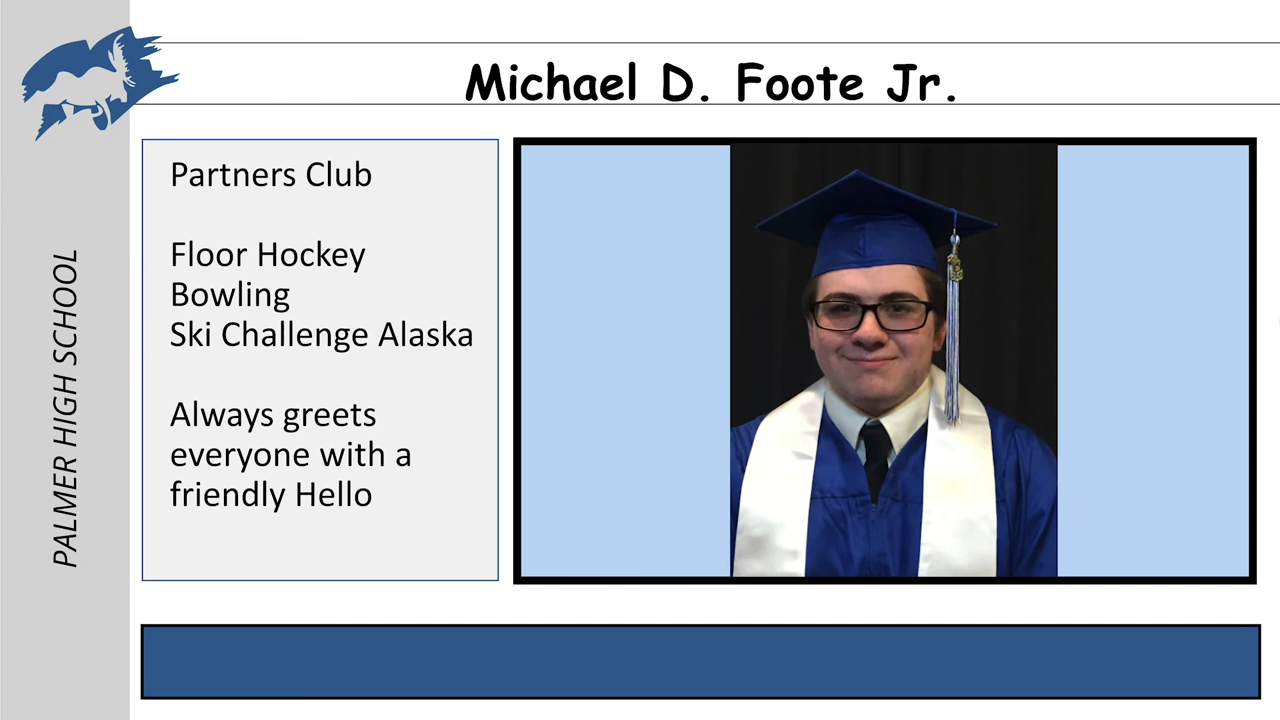 Michael D. Foote Jr.
PALMER HIGH SCHOOL
Partners Club
Floor Hockey
Bowling
Ski Challenge Alaska
Always greets
everyone with a
friendly Hello